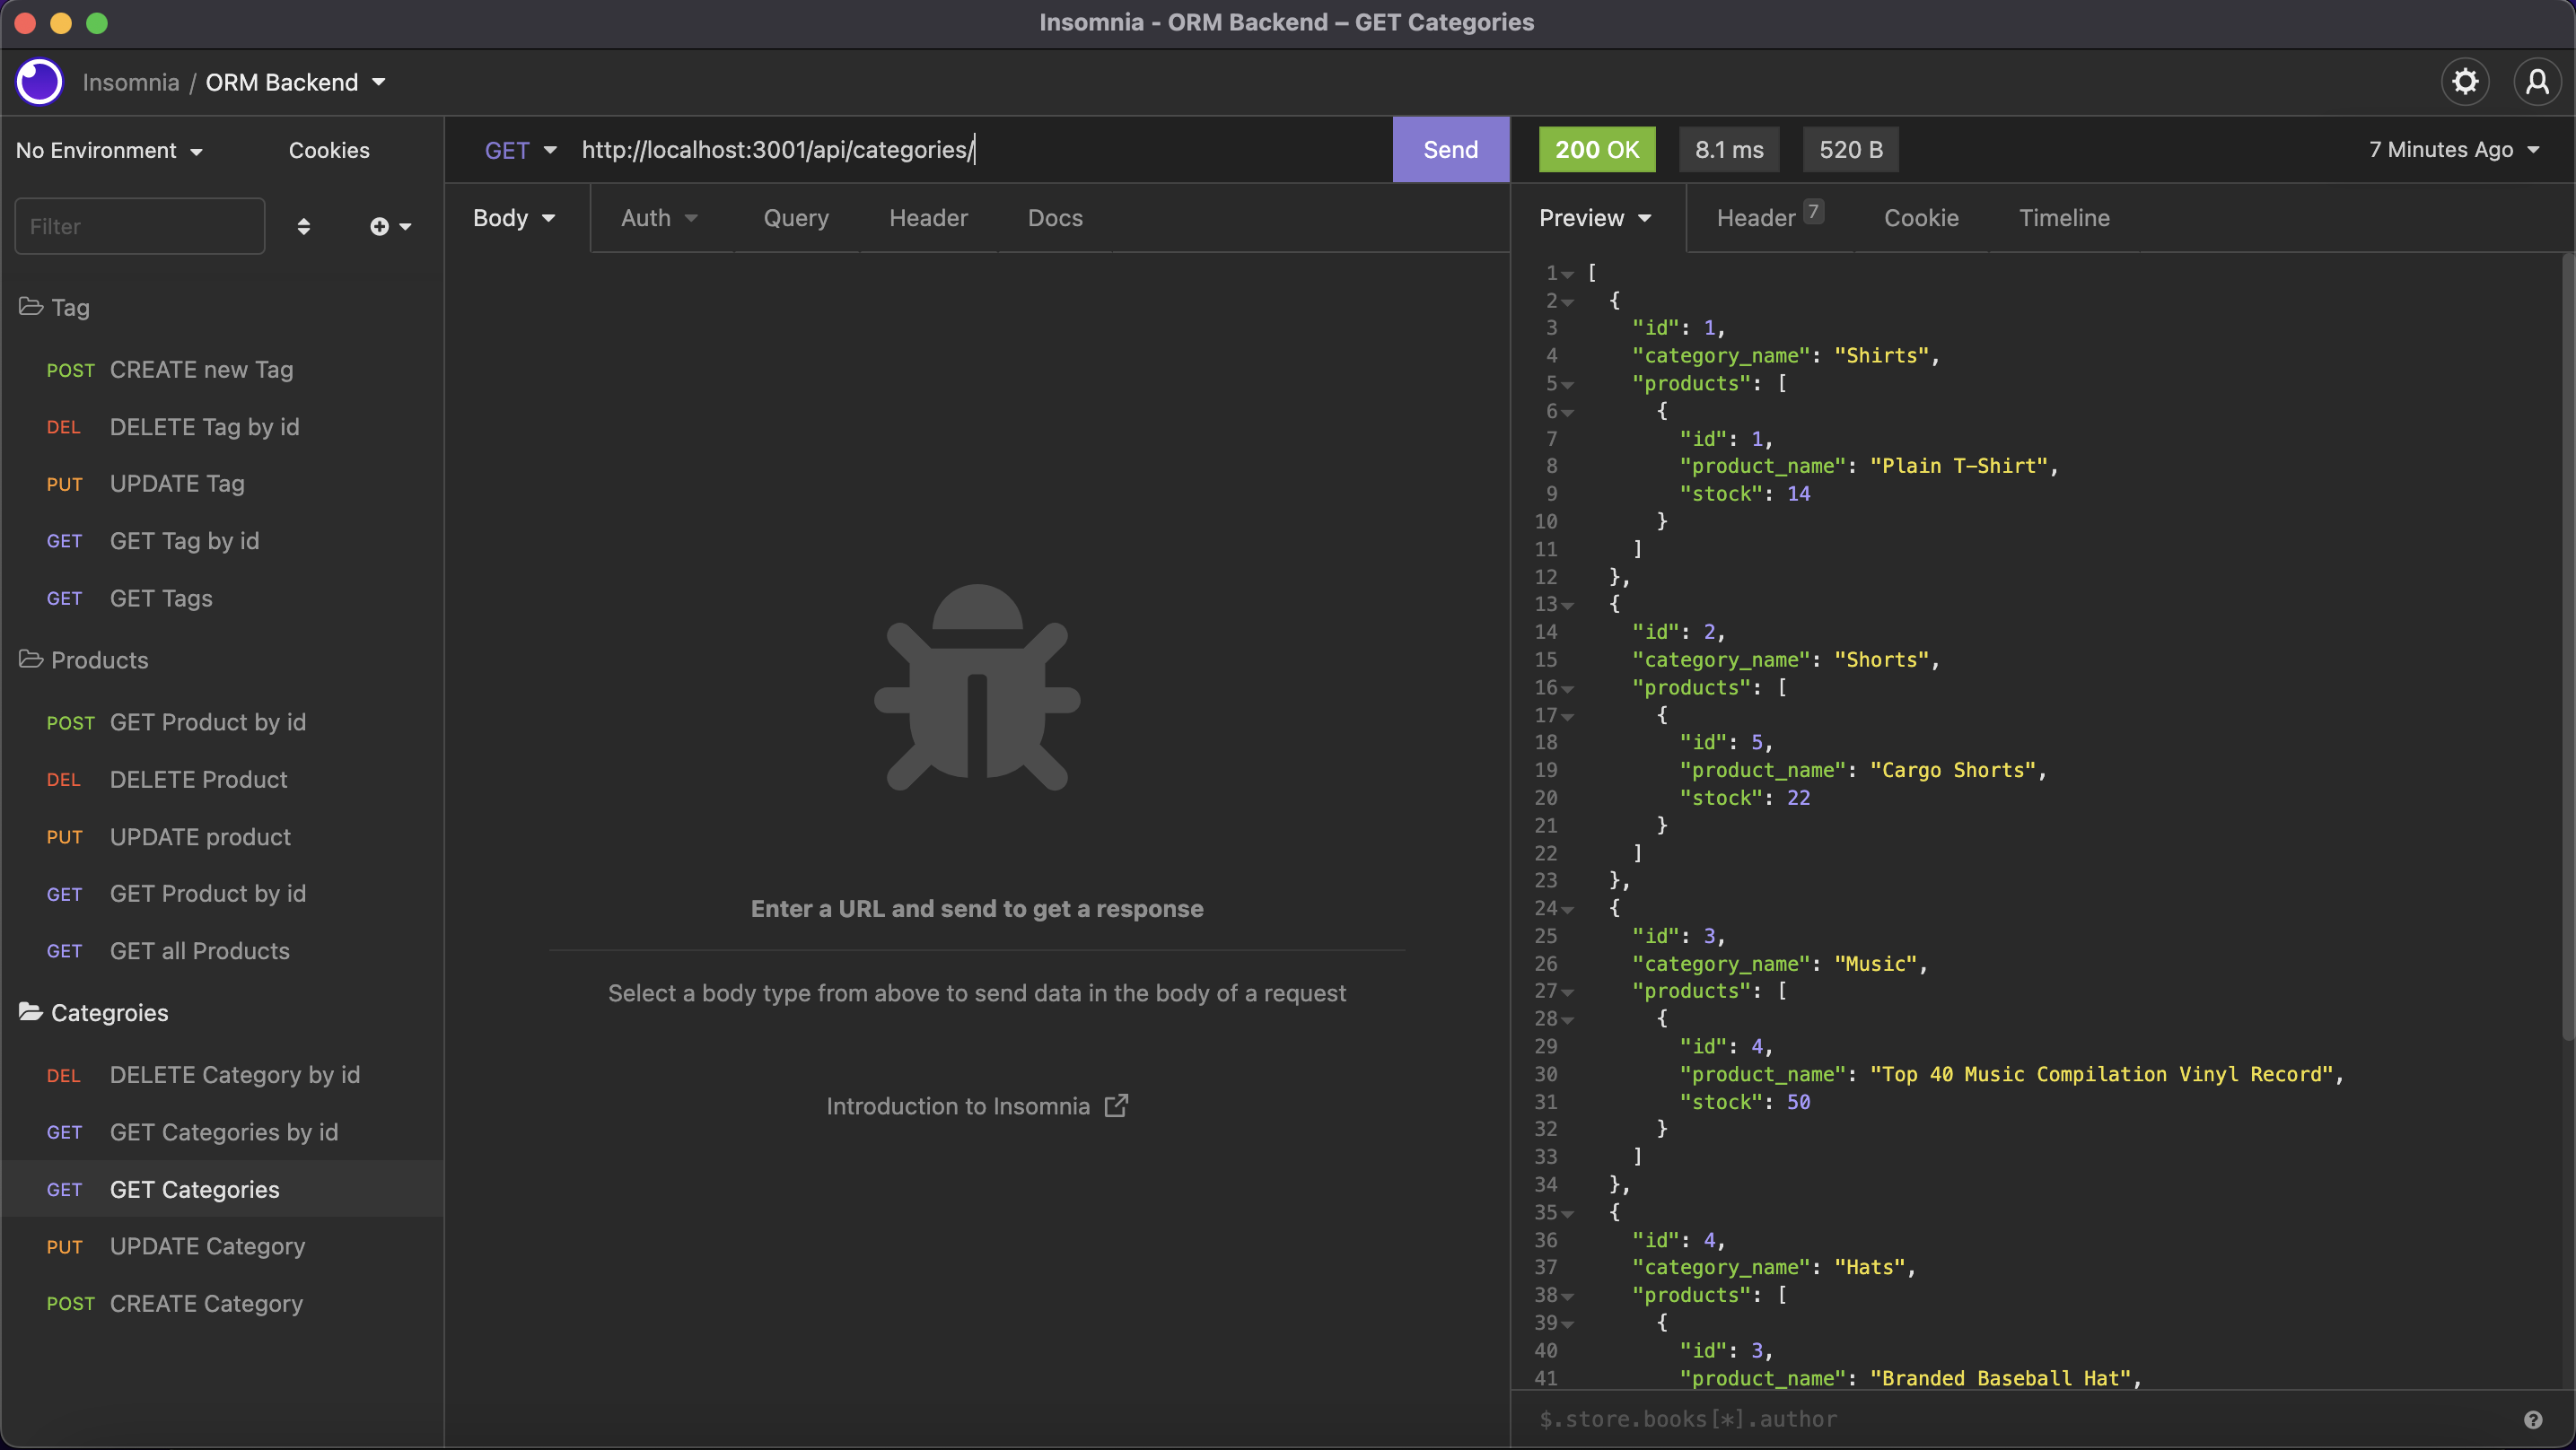 Insomnia - ORM Backend – GET Categories
Insomnia / ORM Backend
No Environment
Cookies
Filter
Tag
POST CREATE new Tag
DEL DELETE Tag by id
PUT UPDATE Tag
GET GET Tag by id
GET GET Tags
Products
POST GET Product by id
DEL DELETE Product
PUT UPDATE product
GET GET Product by id
GET GET all Products
Categroies
DEL DELETE Category by id
GET GET Categories by id
GET GET Categories
PUT UPDATE Category
POST CREATE Category
GET http://localhost:3001/api/categories/ Send
Body Auth Query Header Docs
Enter a URL and send to get a response
Select a body type from above to send data in the body of a request
Introduction to Insomnia
200 OK 8.1 ms 520 B 7 Minutes Ago
Preview Header 7 Cookie Timeline
1 [
2 {
3 "id": 1,
4 "category_name": "Shirts",
5 "products": [
6 {
7 "id": 1,
8 "product_name": "Plain T-Shirt",
9 "stock": 14
10 }
11 ]
12 },
13 {
14 "id": 2,
15 "category_name": "Shorts",
16 "products": [
17 {
18 "id": 5,
19 "product_name": "Cargo Shorts",
20 "stock": 22
21 }
22 ]
23 },
24 {
25 "id": 3,
26 "category_name": "Music",
27 "products": [
28 {
29 "id": 4,
30 "product_name": "Top 40 Music Compilation Vinyl Record",
31 "stock": 50
32 }
33 ]
34 },
35 {
36 "id": 4,
37 "category_name": "Hats",
38 "products": [
39 {
40 "id": 3,
41 "product_name": "Branded Baseball Hat",
$.store.books[*].author